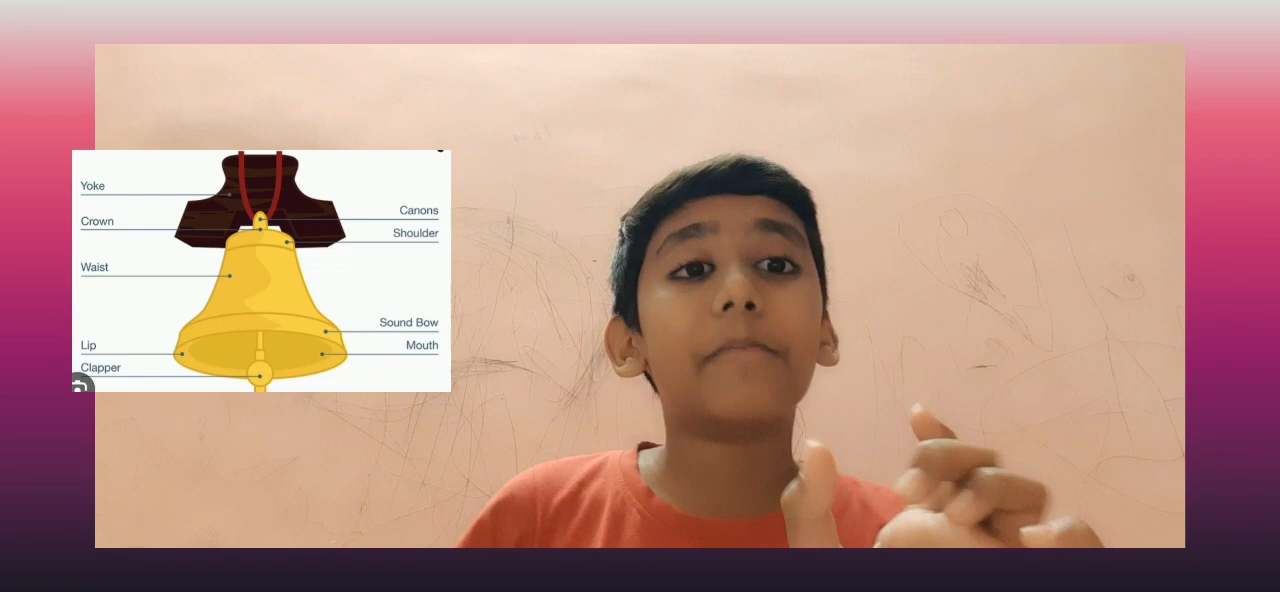 Yoke
Canons
Crown
Shoulder
Waist
Sound Bow
Lip
Mouth
Clapper